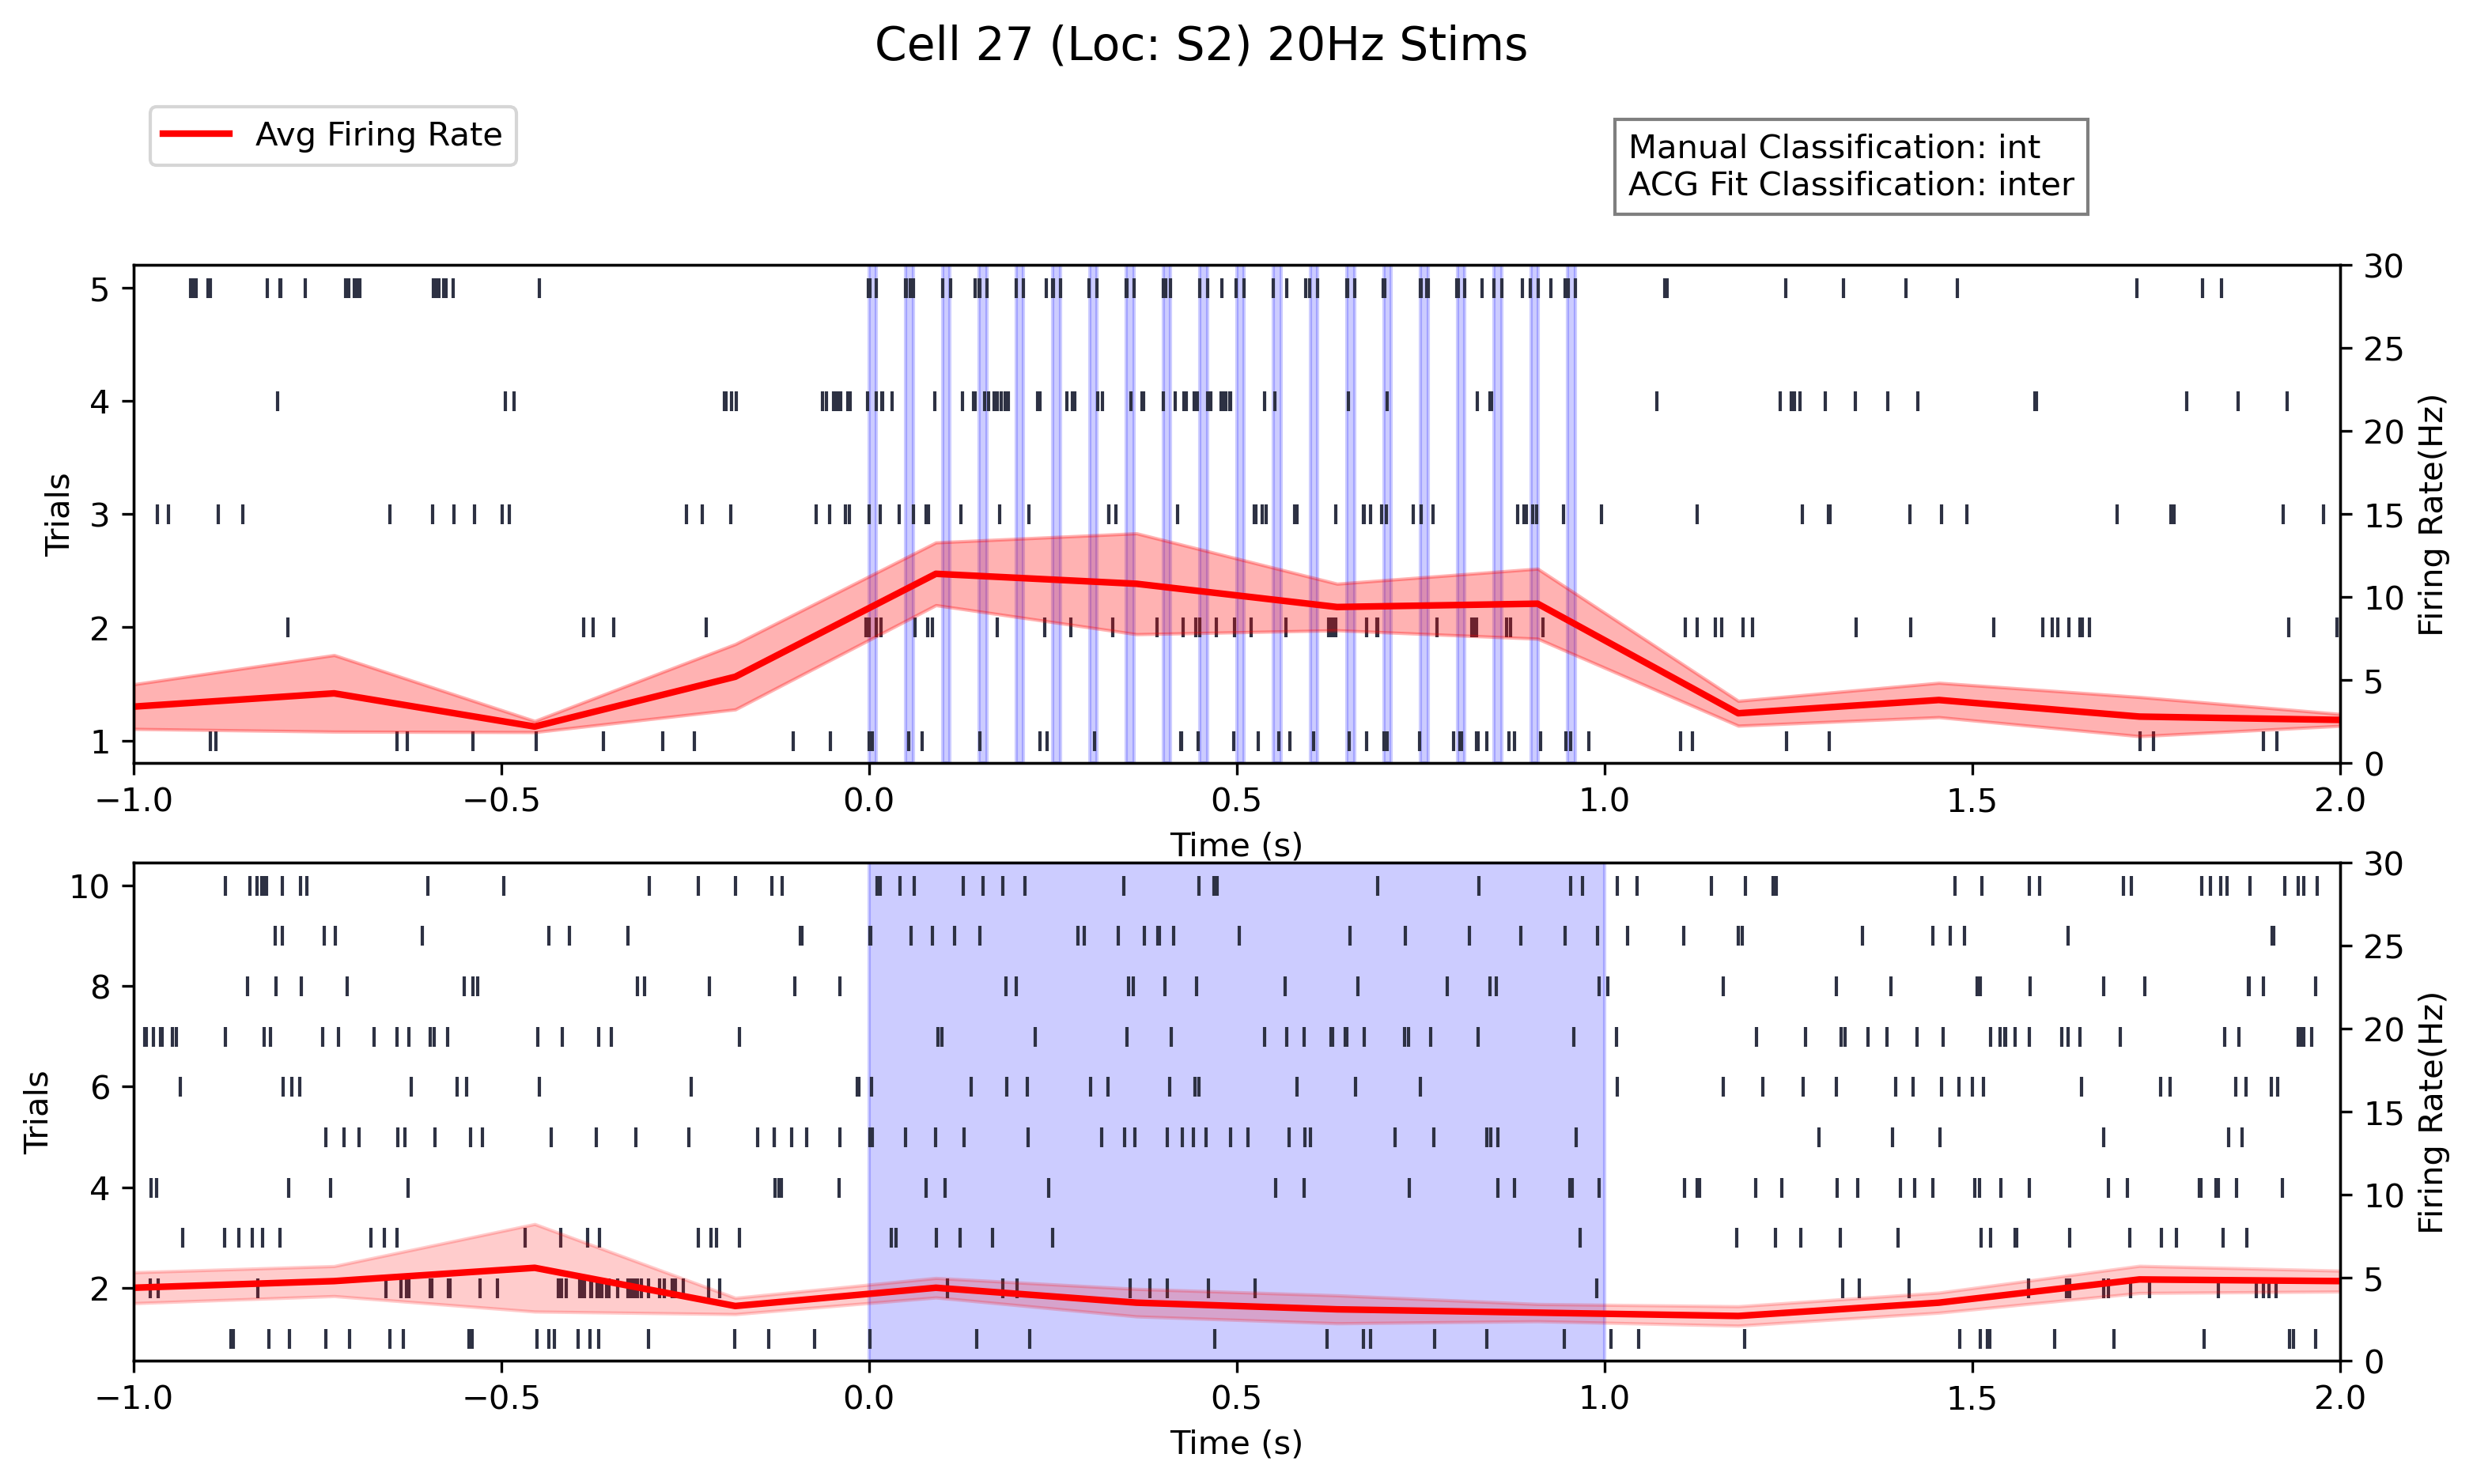 Cell 27 (Loc: S2) 20Hz Stims
Avg Firing Rate
Manual Classification: int
ACG Fit Classification: inter
Trials
5
4
3
2
1
30
25
20
15
10
5
0
Firing Rate(Hz)
−1.0 −0.5 0.0 0.5 1.0 1.5 2.0
Time (s)
Trials
10
8
6
4
2
30
25
20
15
10
5
0
Firing Rate(Hz)
−1.0 −0.5 0.0 0.5 1.0 1.5 2.0
Time (s)